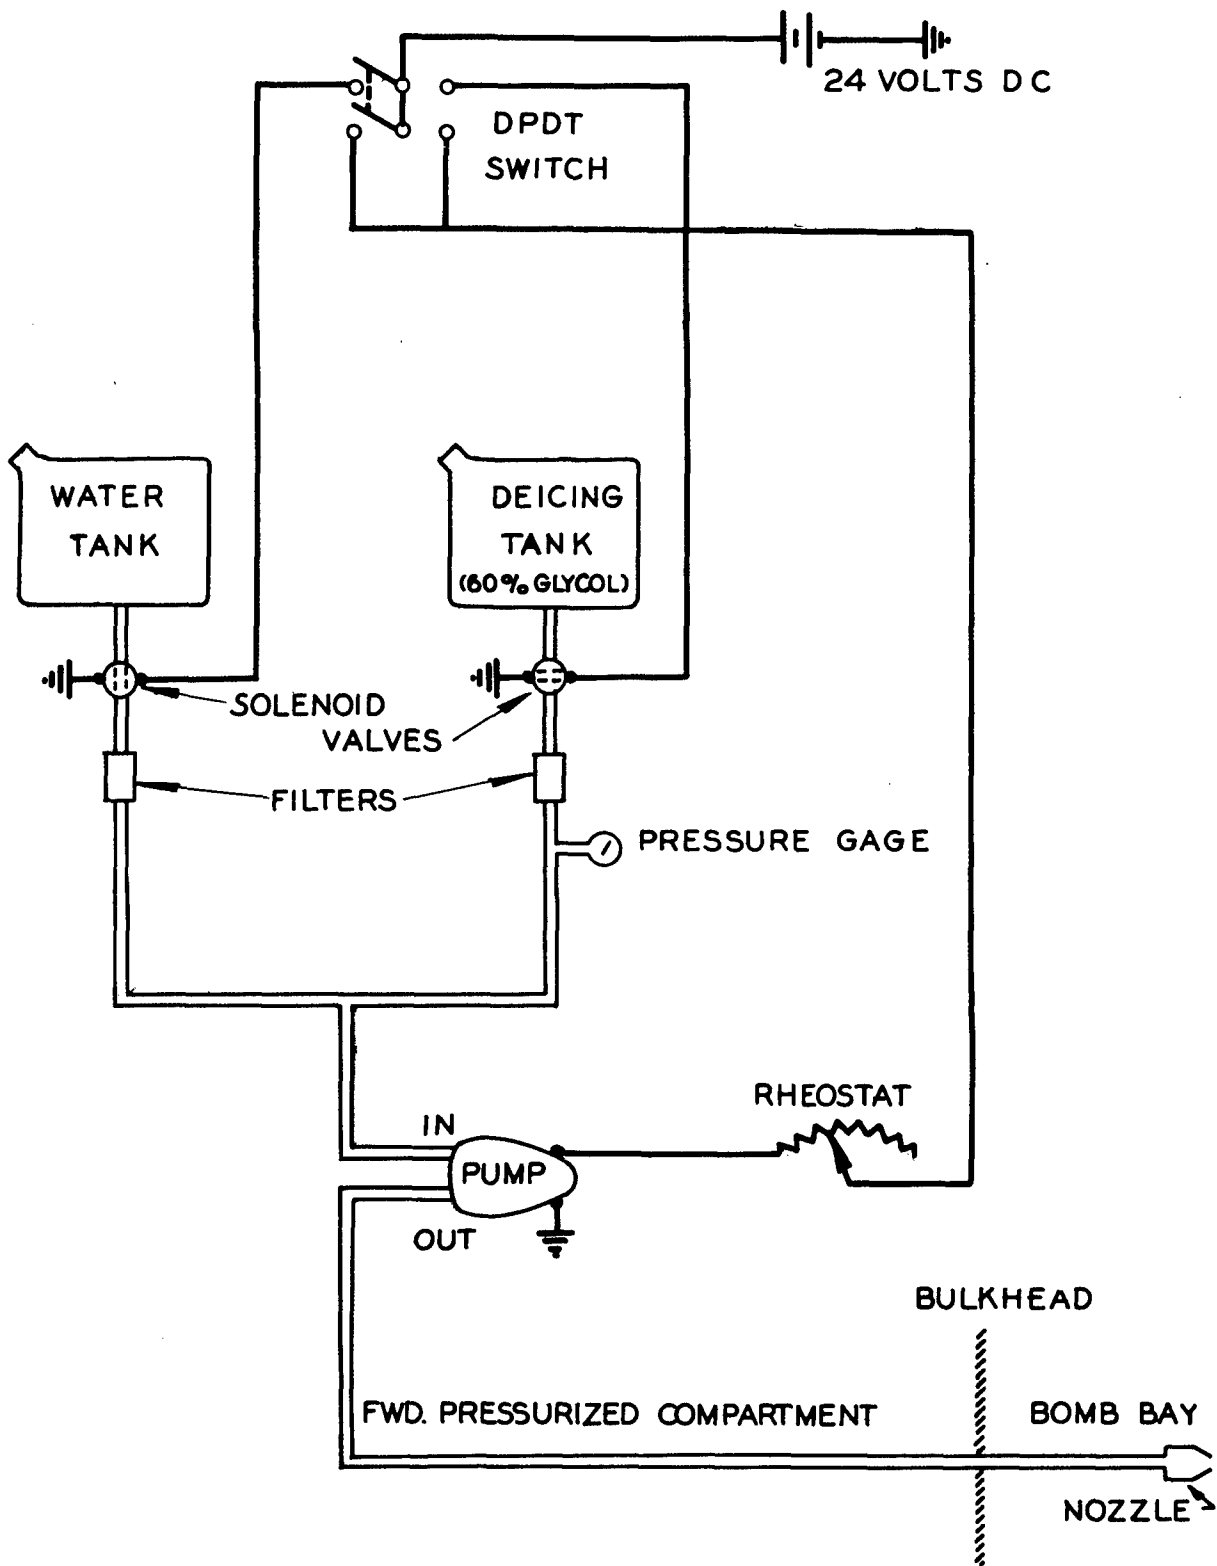 24 VOLTS DC
DPDT
SWITCH
WATER
TANK
DEICING
TANK
(60% GLYCOL)
SOLENOID
VALVES
FILTERS
PRESSURE GAGE
RHEOSTAT
IN
PUMP
OUT
BULKHEAD
FWD. PRESSURIZED COMPARTMENT
BOMB BAY
NOZZLE